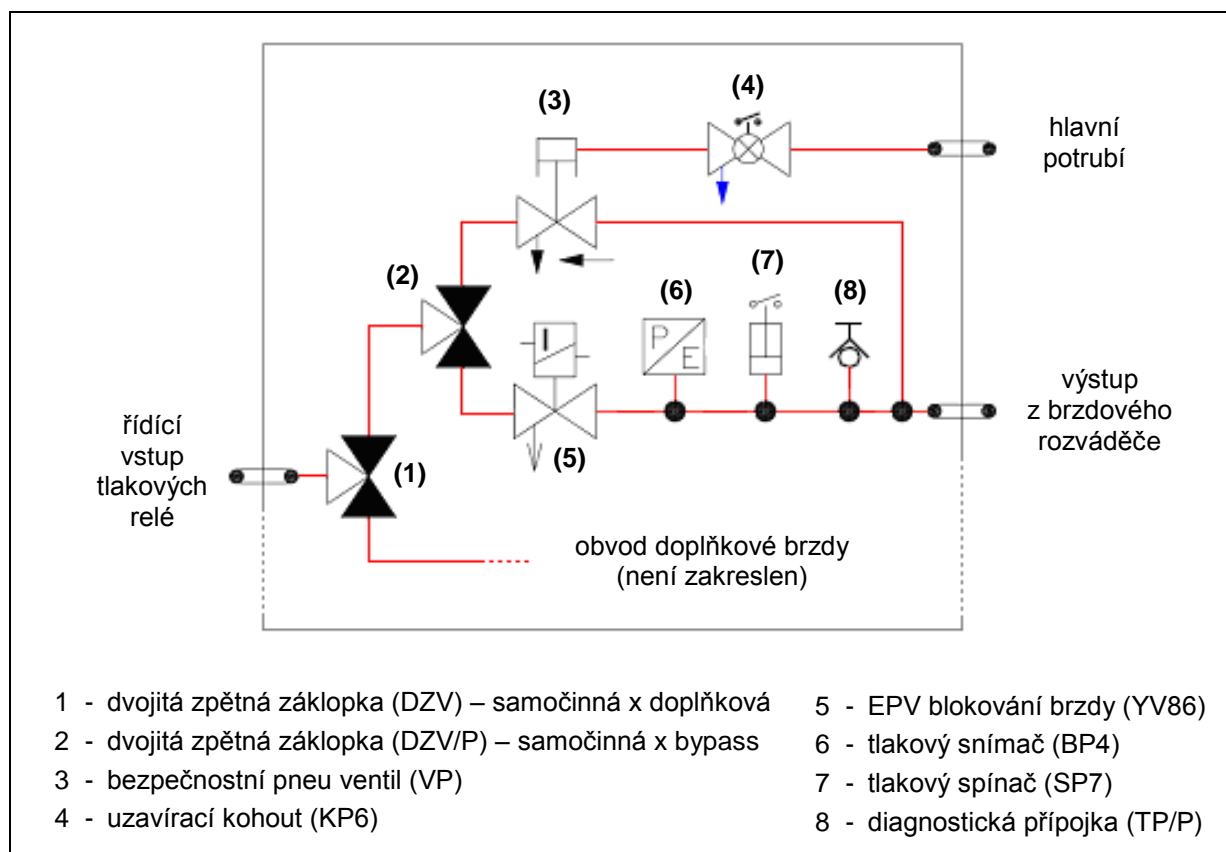 (3)
(4)
hlavní
potrubí
(2)
(6)
(7)
(8)
P
E
I
(5)
výstup
z brzdového
rozváděče
řídící
vstup
tlakových
relé
(1)
obvod doplňkové brzdy
(není zakreslen)
1 - dvojitá zpětná záklopka (DZV) – samočinná x doplňková
2 - dvojitá zpětná záklopka (DZV/P) – samočinná x bypass
3 - bezpečnostní pneu ventil (VP)
4 - uzavírací kohout (KP6)
5 - EPV blokování brzdy (YV86)
6 - tlakový snímač (BP4)
7 - tlakový spínač (SP7)
8 - diagnostická přípojka (TP/P)